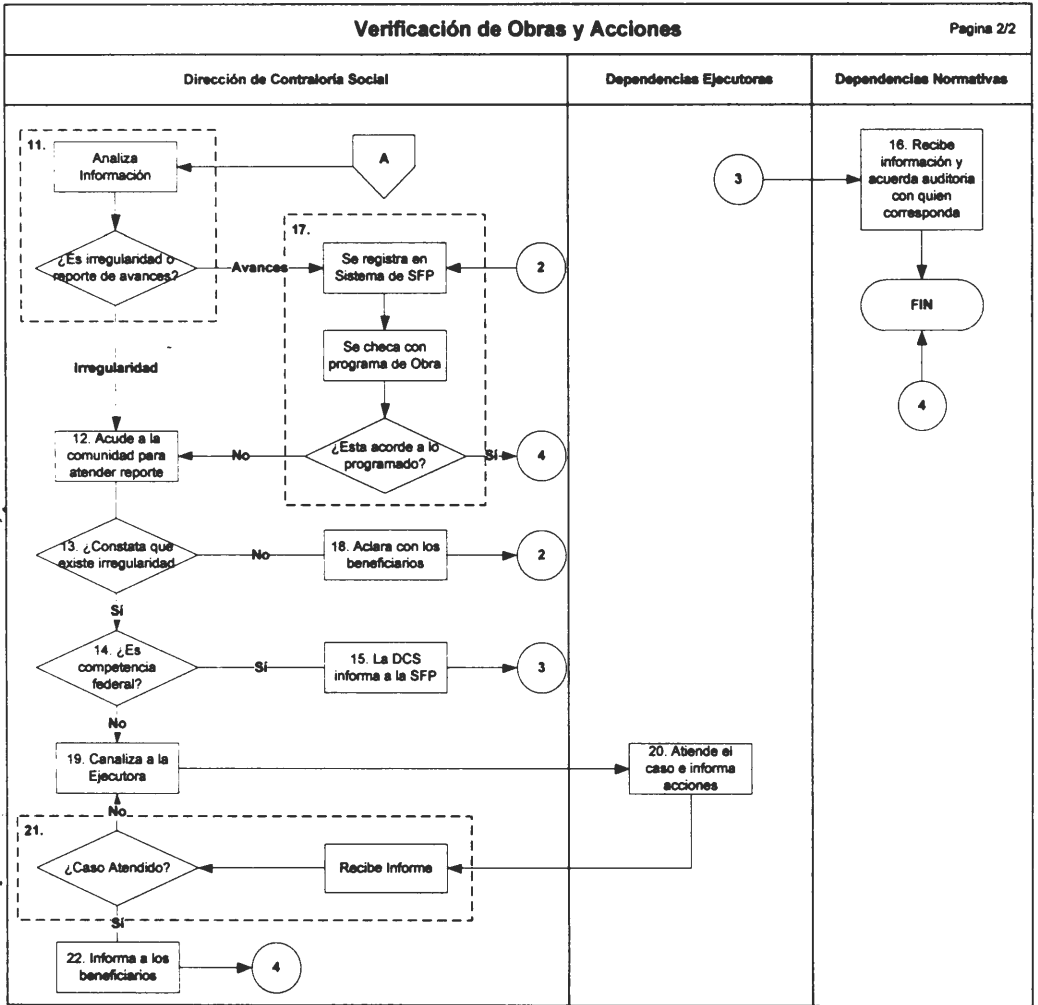 Verificación de Obras y Acciones
Pagina 2/2
Dirección de Contraloría Social
Dependencias Ejecutoras
Dependencias Normativas
11.
Analiza
Información
A
¿Es irregularidad o
reporte de avances?
Avances
Irregularidad
17.
Se registra en
Sistema de SFP
2
Se checa con
programa de Obra
¿Esta acorde a lo
programado?
No
Sí
4
12. Acude a la
comunidad para
atender reporte
13. ¿Constata que
existe irregularidad
No
18. Aclara con los
beneficiarios
2
Sí
14. ¿Es
competencia
federal?
Sí
15. La DCS
informa a la SFP
3
No
19. Canaliza a la
Ejecutora
20. Atiende el
caso e informa
acciones
No
21.
¿Caso Atendido?
Recibe Informe
Sí
22. Informa a los
beneficiarios
4
3
16. Recibe
información y
acuerda auditoria
con quien
corresponda
FIN
4